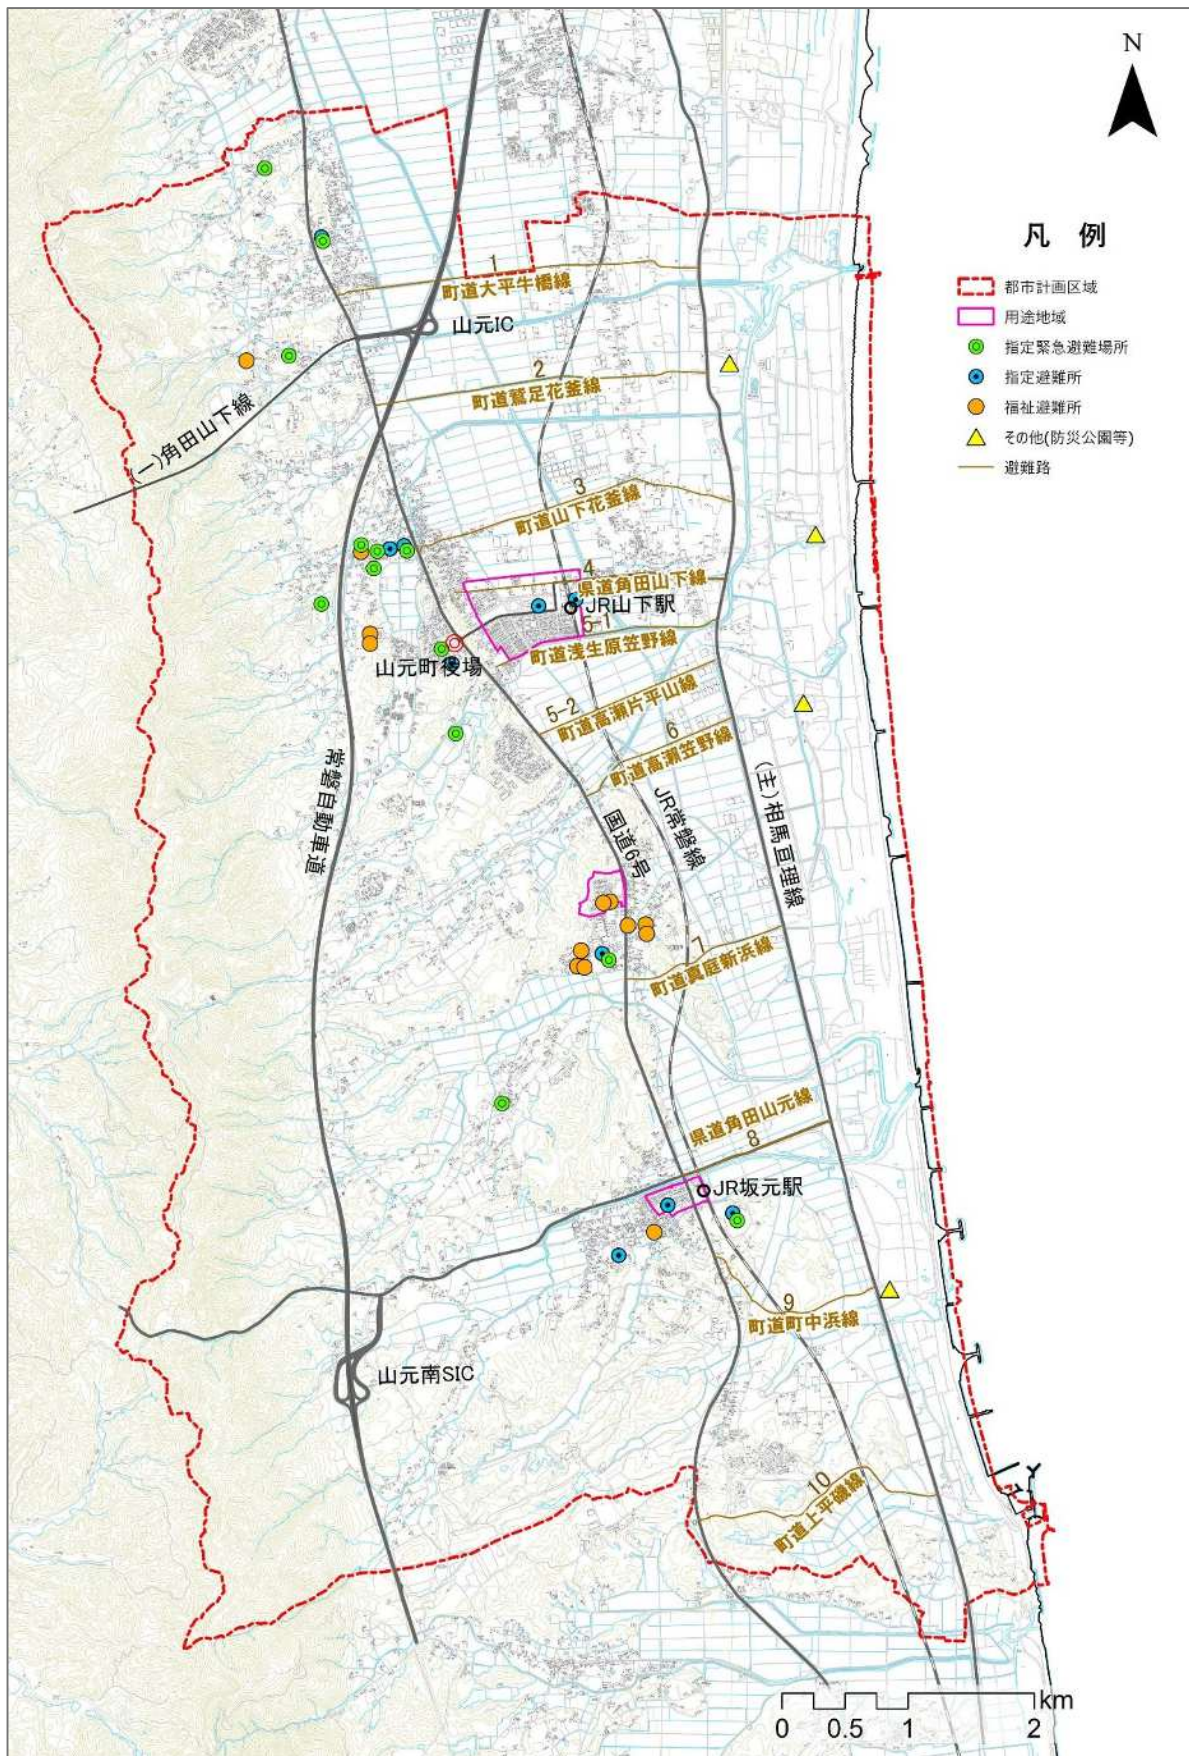 N
凡 例
都市計画区域
用途地域
指定緊急避難場所
指定避難所
福祉避難所
その他(防災公園等)
避難路
1
町道大平牛橋線
山元IC
2
町道鷲足花釜線
(一)角田山下線
3
町道山下花釜線
4
県道角田山下線
JR山下駅
5-1
町道浅生原笠野線
山元町役場
5-2
町道高瀬片平山線
6
町道高瀬笠野線
常磐自動車道
国道6号
JR常磐線
(主)相馬亘理線
7
町道真庭新浜線
県道角田山元線
8
JR坂元駅
9
町道町中浜線
山元南SIC
10
町道上平磯線
km
0 0.5 1 2